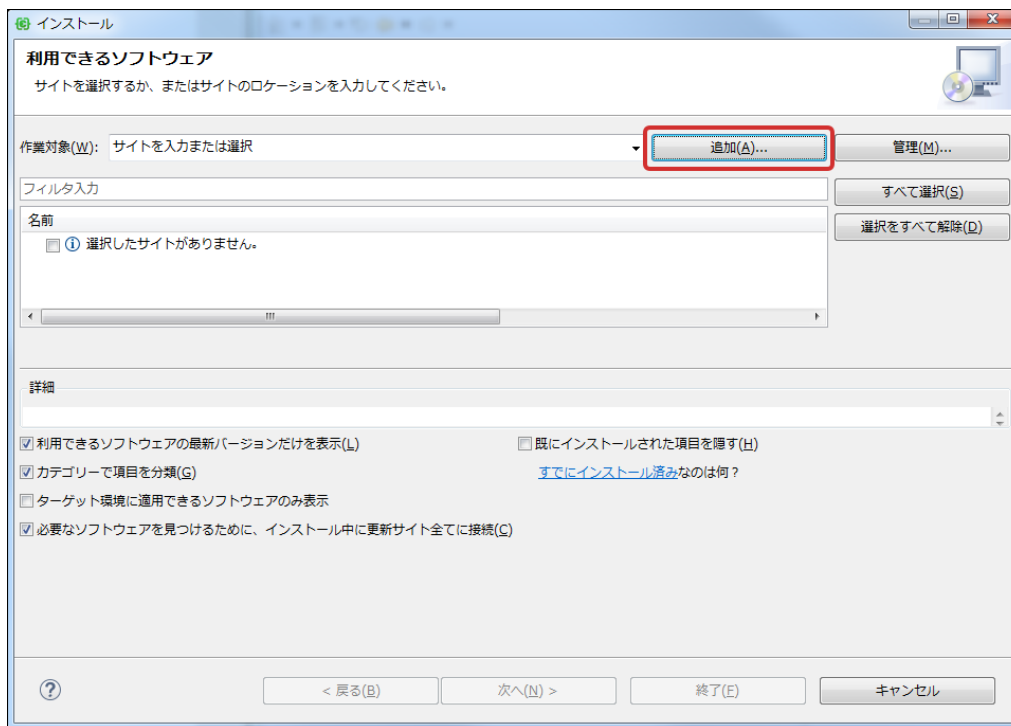 インストール
利用できるソフトウェア
サイトを選択するか、またはサイトのロケーションを入力してください。
作業対象(W): サイトを入力または選択 追加(A)... 管理(M)...
フィルタ入力 すべて選択(S)
名前 選択をすべて解除(D)
選択したサイトがありません。
詳細
利用できるソフトウェアの最新バージョンだけを表示(L) 既にインストールされた項目を隠す(H)
カテゴリーで項目を分類(G) すでにインストール済みなのは何？
ターゲット環境に適用できるソフトウェアのみ表示
必要なソフトウェアを見つけるために、インストール中に更新サイト全てに接続(C)
< 戻る(B) 次へ(N) > 終了(F) キャンセル